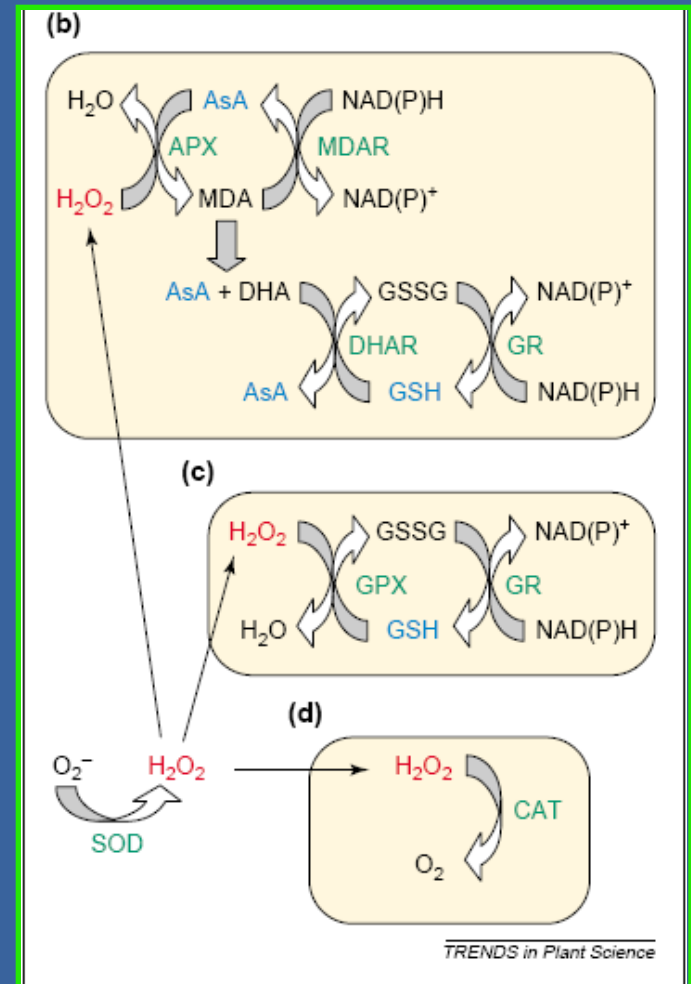 (b)
H₂O AsA NAD(P)H
APX MDAR
H₂O₂ MDA NAD(P)⁺
AsA + DHA GSSG NAD(P)⁺
DHAR GR
AsA GSH NAD(P)H
(c)
H₂O₂ GSSG NAD(P)⁺
GPX GR
H₂O GSH NAD(P)H
(d)
O₂⁻ H₂O₂ H₂O₂
CAT
SOD
O₂
TRENDS in Plant Science